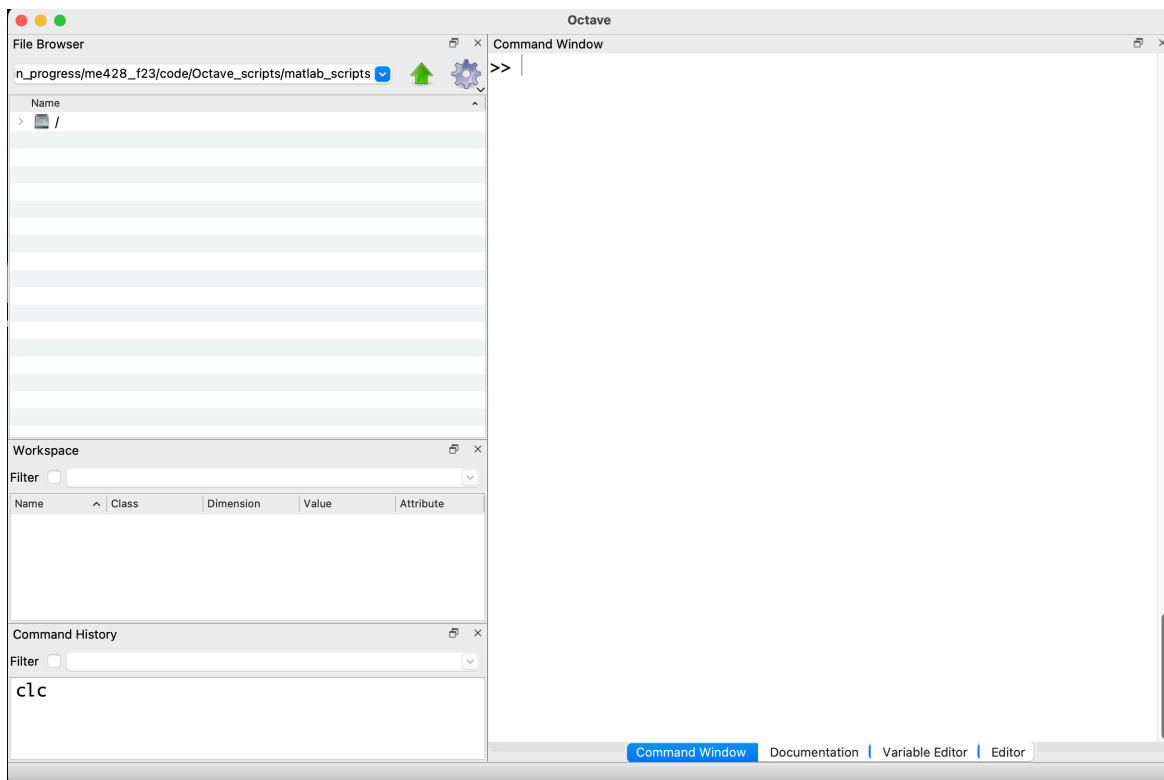 Octave
File Browser
n_progress/me428_f23/code/Octave_scripts/matlab_scripts
Name
/
Workspace
Filter
Name Class Dimension Value Attribute
Command History
Filter
clc
Command Window
>>
Command Window Documentation Variable Editor Editor